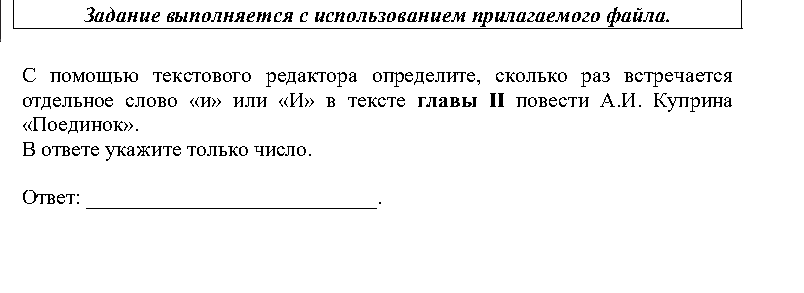 Задание выполняется с использованием прилагаемого файла.
С помощью текстового редактора определите, сколько раз встречается
отдельное слово «и» или «И» в тексте главы II повести А.И. Куприна
«Поединок».
В ответе укажите только число.
Ответ: ___________________________.